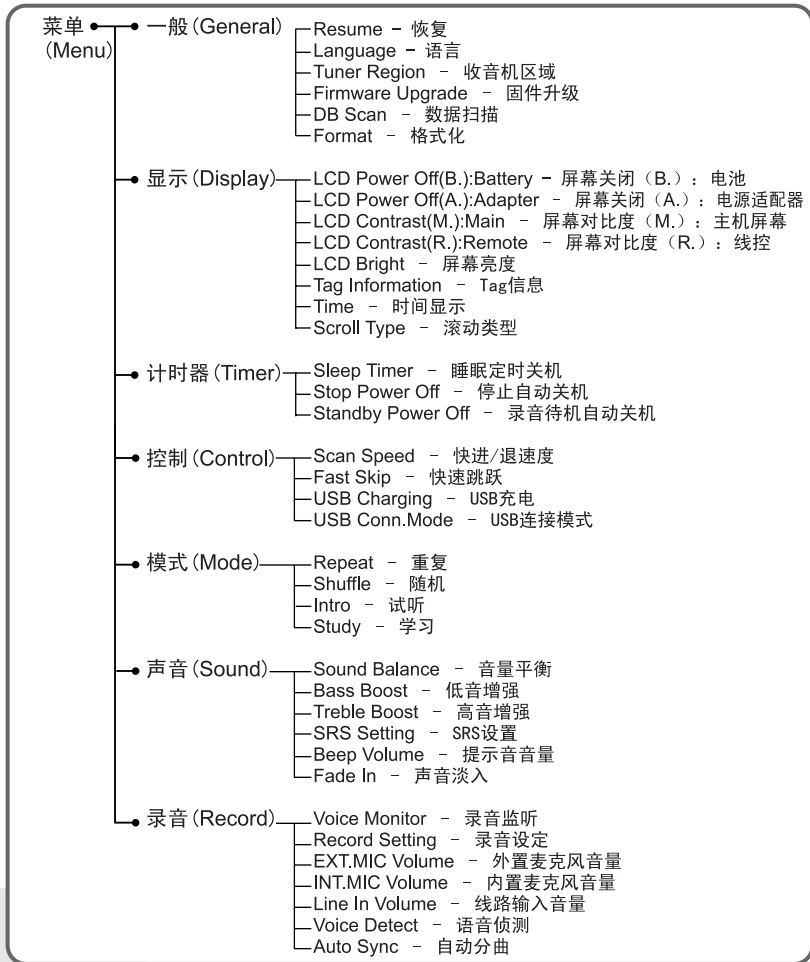 菜单 一般(General) Resume – 恢复
(Menu) Language – 语言
Tuner Region – 收音机区域
Firmware Upgrade – 固件升级
DB Scan – 数据扫描
Format – 格式化
显示(Display) LCD Power Off(B.):Battery – 屏幕关闭（B.）：电池
LCD Power Off(A.):Adapter – 屏幕关闭（A.）：电源适配器
LCD Contrast(M.):Main – 屏幕对比度（M.）：主机屏幕
LCD Contrast(R.):Remote – 屏幕对比度（R.）：线控
LCD Bright – 屏幕亮度
Tag Information – Tag信息
Time – 时间显示
Scroll Type – 滚动类型
计时器(Timer) Sleep Timer – 睡眠定时关机
Stop Power Off – 停止自动关机
Standby Power Off – 录音待机自动关机
控制(Control) Scan Speed – 快进/退速度
Fast Skip – 快速跳跃
USB Charging – USB充电
USB Conn.Mode – USB连接模式
模式(Mode) Repeat – 重复
Shuffle – 随机
Intro – 试听
Study – 学习
声音(Sound) Sound Balance – 音量平衡
Bass Boost – 低音增强
Treble Boost – 高音增强
SRS Setting – SRS设置
Beep Volume – 提示音音量
Fade In – 声音淡入
录音(Record) Voice Monitor – 录音监听
Record Setting – 录音设定
EXT.MIC Volume – 外置麦克风音量
INT.MIC Volume – 内置麦克风音量
Line In Volume – 线路输入音量
Voice Detect – 语音侦测
Auto Sync – 自动分曲